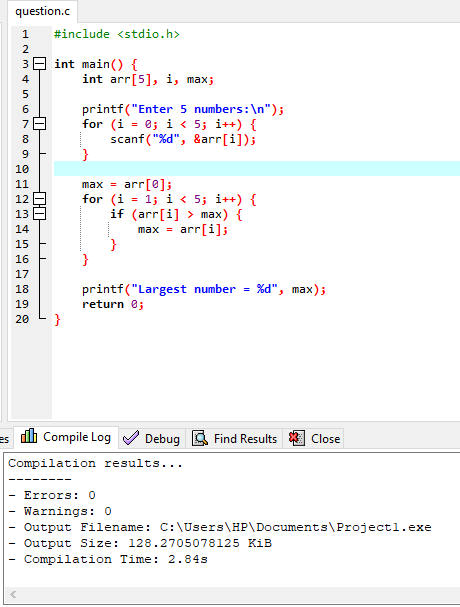 question.c
1 #include <stdio.h>
2
3 int main() {
4 int arr[5], i, max;
5
6 printf("Enter 5 numbers:\n");
7 for (i = 0; i < 5; i++) {
8 scanf("%d", &arr[i]);
9 }
10
11 max = arr[0];
12 for (i = 1; i < 5; i++) {
13 if (arr[i] > max) {
14 max = arr[i];
15 }
16 }
17
18 printf("Largest number = %d", max);
19 return 0;
20 }
es Compile Log Debug Find Results Close
Compilation results...
--------
- Errors: 0
- Warnings: 0
- Output Filename: C:\Users\HP\Documents\Project1.exe
- Output Size: 128.2705078125 KiB
- Compilation Time: 2.84s